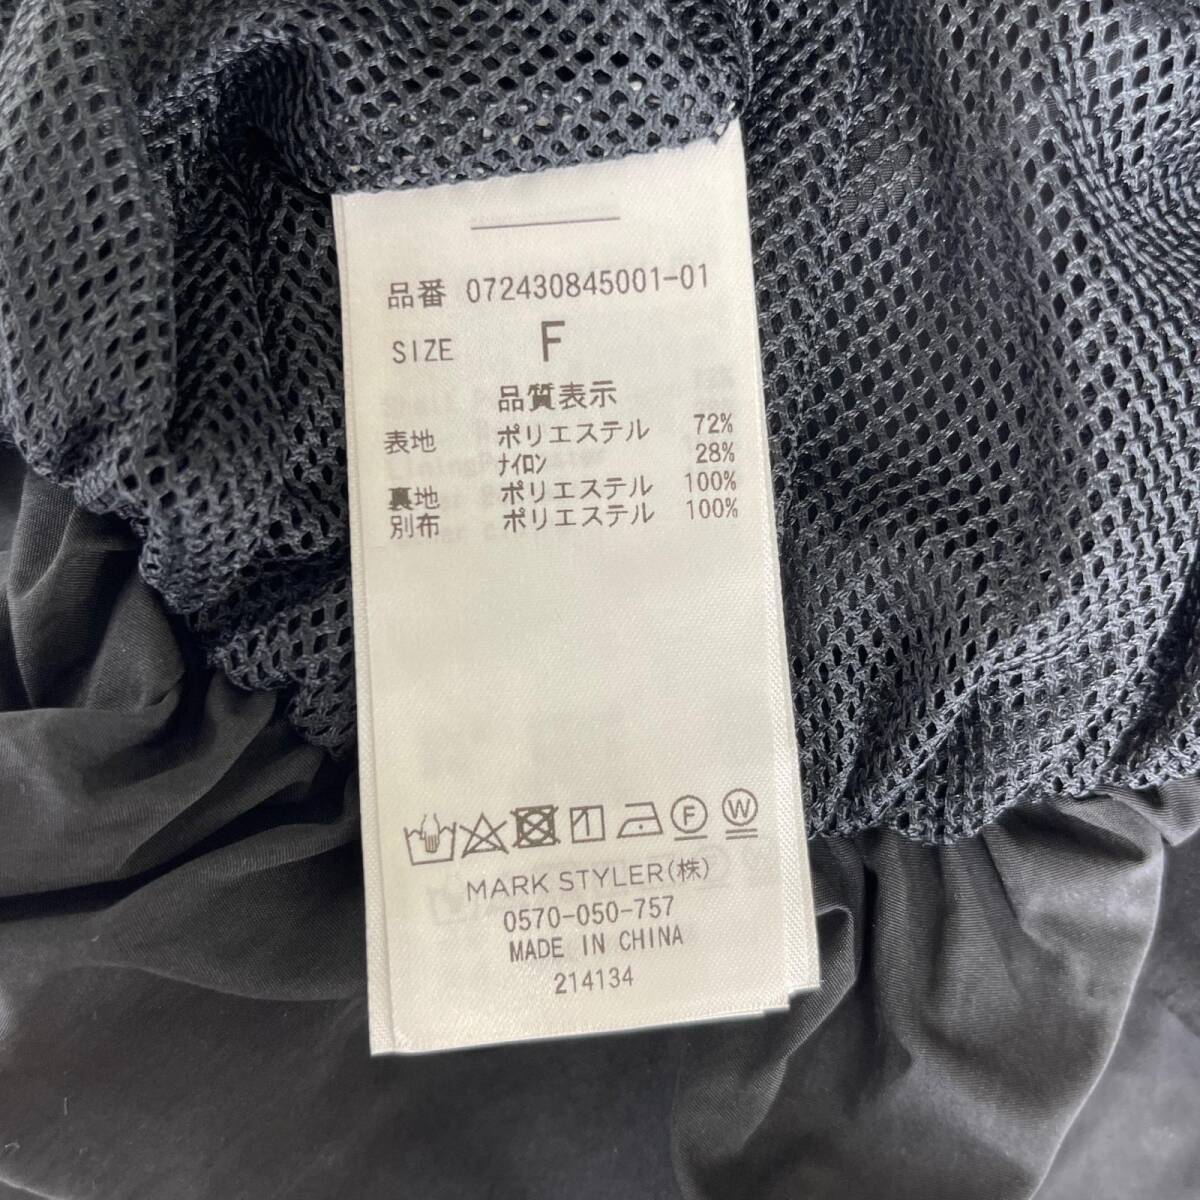 品番 072430845001-01
SIZE F
品質表示
表地 ポリエステル 72%
ﾅｲﾛﾝ 28%
裏地 ポリエステル 100%
別布 ポリエステル 100%
F W
MARK STYLER(株)
0570-050-757
MADE IN CHINA
214134